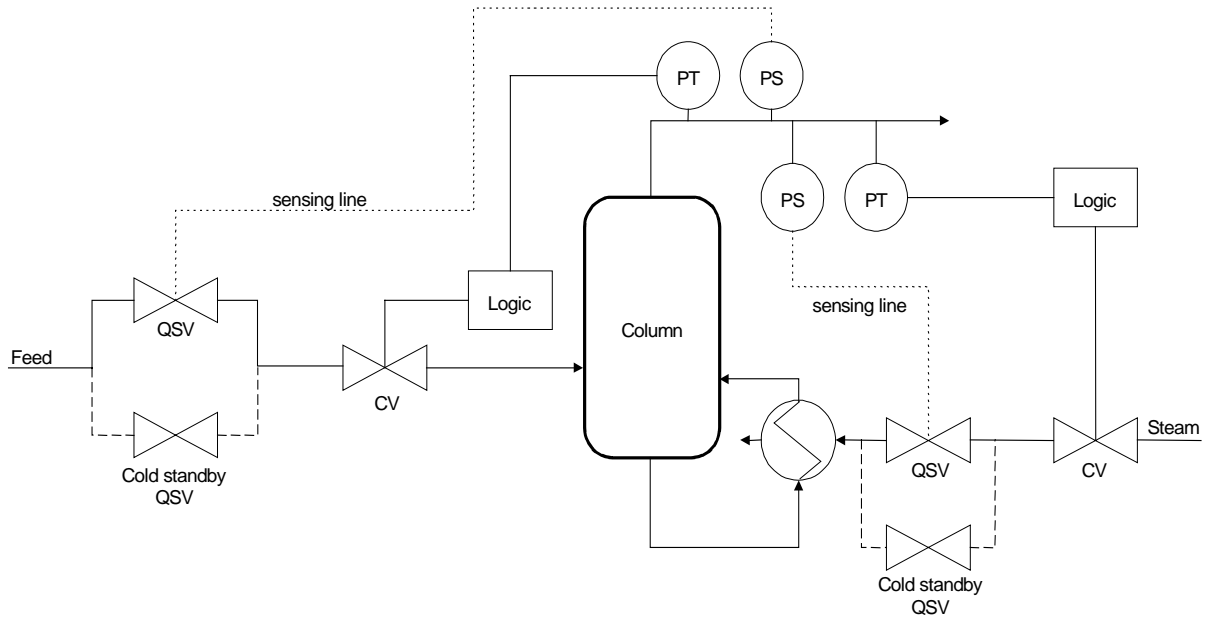 PT
PS
sensing line
PS
PT
Logic
QSV
Logic
sensing line
Column
Feed
CV
Steam
QSV
CV
Cold standby
QSV
Cold standby
QSV